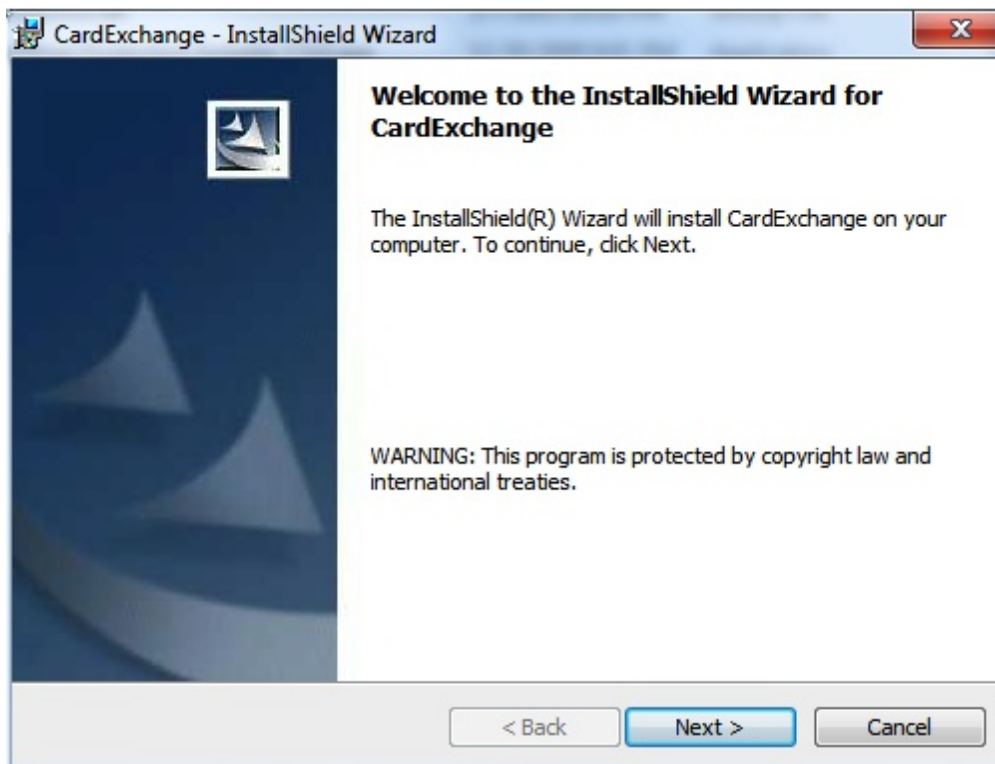 CardExchange - InstallShield Wizard
Welcome to the InstallShield Wizard for
CardExchange
The InstallShield(R) Wizard will install CardExchange on your
computer. To continue, click Next.
WARNING: This program is protected by copyright law and
international treaties.
< Back
Next >
Cancel